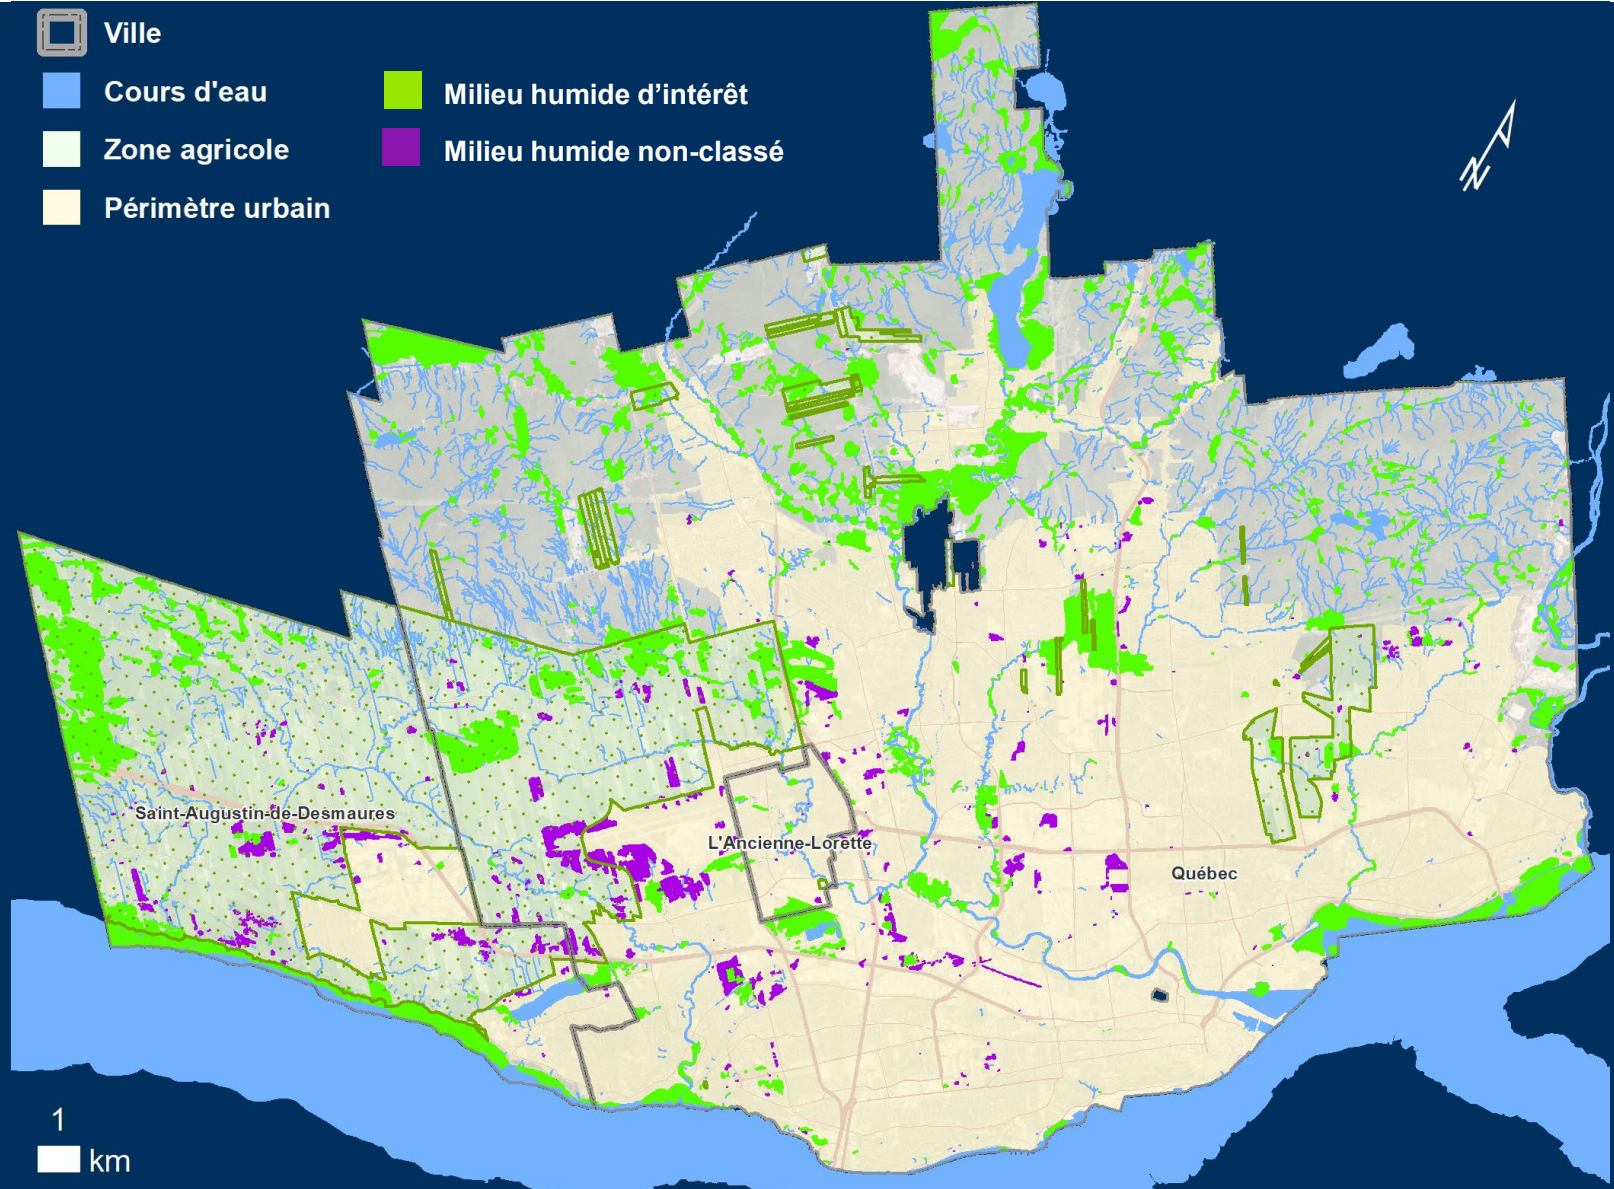 Ville
Cours d'eau
Zone agricole
Périmètre urbain
Milieu humide d’intérêt
Milieu humide non-classé
N
Saint-Augustin-de-Desmaures
L'Ancienne-Lorette
Québec
1
km